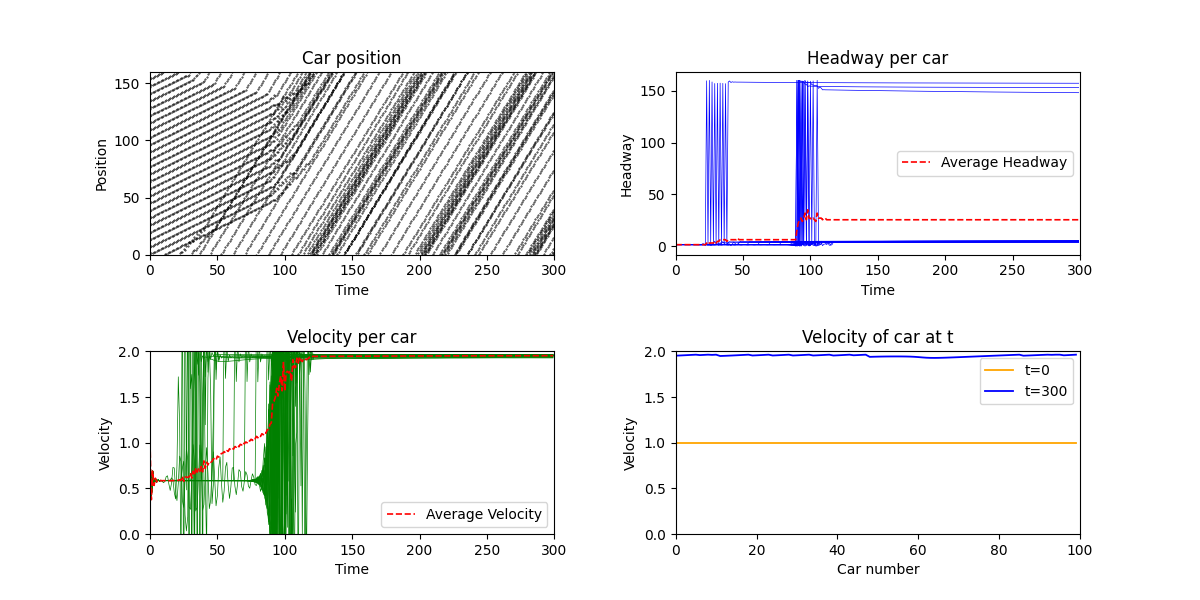 Car position
Position
150
100
50
0
0 50 100 150 200 250 300
Time
Headway per car
Headway
150
100
50
0
Average Headway
0 50 100 150 200 250 300
Time
Velocity per car
Velocity
2.0
1.5
1.0
0.5
0.0
Average Velocity
0 50 100 150 200 250 300
Time
Velocity of car at t
Velocity
2.0
1.5
1.0
0.5
0.0
t=0
t=300
0 20 40 60 80 100
Car number